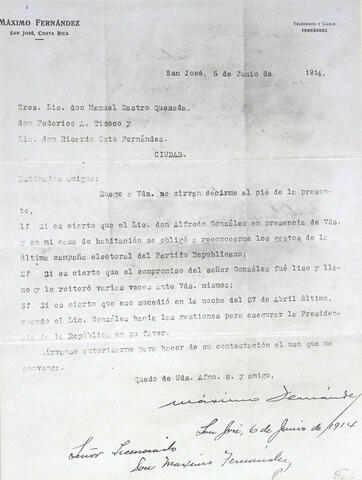 MÁXIMO FERNÁNDEZ
SAN JOSÉ, COSTA RICA
TELÉGRAFO Y CABLE
FERNÁNDEZ
San José, 5 de Junio de 1914.
Sres. Lic. don Manuel Castro Quesada,
don Federico A. Tinoco y
Lic. don Ricardo Coto Fernández.
CIUDAD.
Estimados amigos:
Ruego a Vds. se sirvan decirme al pié de la presen-
te,
1º Si es cierto que el Lic. don Alfredo González en presencia de Vds.
y en mi casa de habitación se obligó a reconocerme los gastos de la
última campaña electoral del Partido Republicano;
2º Si es cierto que el compromiso del señor González fué liso y lla-
no y lo reiteró varias veces ante Vds. mismos;
3º Si es cierto que eso sucedió en la noche del 27 de Abril último,
cuando el Lic. González hacía las gestiones para asegurar la Presiden-
cia de la República en su favor.
Sírvanse autorizarme para hacer de su contestación el uso que me
convenga.
Quedo de Uds. Afmo. s. y amigo.
Máximo Fernández
San José, 6 de Junio de 1914
Señor Licenciado
Don Máximo Fernández